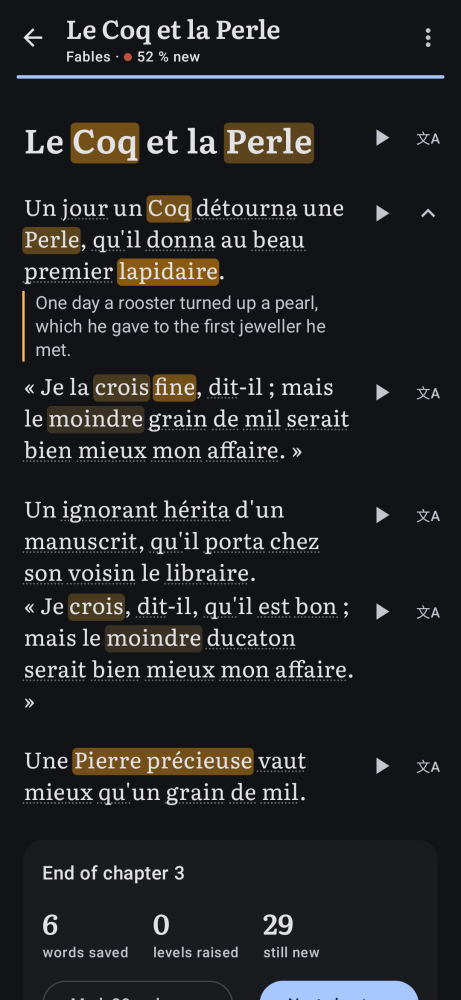 Le Coq et la Perle
Fables · 52 % new
Le Coq et la Perle
文A
Un jour un Coq détourna une
Perle, qu'il donna au beau
premier lapidaire.
One day a rooster turned up a pearl,
which he gave to the first jeweller he
met.
« Je la crois fine, dit-il ; mais
文A
le moindre grain de mil serait
bien mieux mon affaire. »
Un ignorant hérita d'un
文A
manuscrit, qu'il porta chez
son voisin le libraire.
« Je crois, dit-il, qu'il est bon ;
文A
mais le moindre ducaton
serait bien mieux mon affaire.
»
Une Pierre précieuse vaut
文A
mieux qu'un grain de mil.
End of chapter 3
6 0 29
words saved levels raised still new